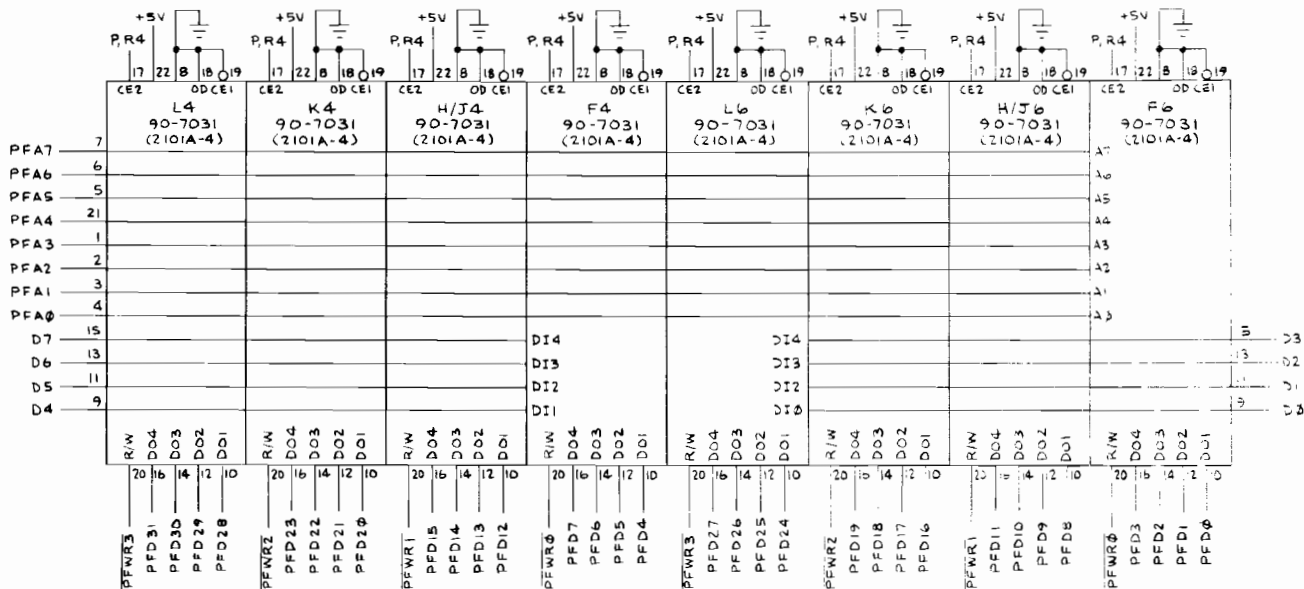 +5V +5V +5V +5V +5V +5V +5V +5V
P,R4 P,R4 P,R4 P,R4 P,R4 P,R4 P,R4 P,R4
17 22 8 18 19 17 22 8 18 19 17 22 8 18 19 17 22 8 18 19 17 22 8 18 19 17 22 8 18 19 17 22 8 18 19 17 22 8 18 19
CE2 OD CE1 CE2 OD CE1 CE2 OD CE1 CE2 OD CE1 CE2 OD CE1 CE2 OD CE1 CE2 OD CE1 CE2 OD CE1
L4 K4 H/J4 F4 L6 K6 H/J6 F6
90-7031 90-7031 90-7031 90-7031 90-7031 90-7031 90-7031 90-7031
(2101A-4) (2101A-4) (2101A-4) (2101A-4) (2101A-4) (2101A-4) (2101A-4) (2101A-4)
PFA7 7 A7
PFA6 6 A6
PFA5 5 A5
PFA4 21 A4
PFA3 1 A3
PFA2 2 A2
PFA1 3 A1
PFAØ 4
D7 15 DI4 DI4 D3
D6 13 DI3 DI3 13 D2
D5 11 DI2 DI2 D1
D4 9 DI1 DIØ 9
R/W DO4 DO3 DO2 DO1 R/W DO4 DO3 DO2 DO1 R/W DO4 DO3 DO2 DO1 R/W DO4 DO3 DO2 DO1 R/W DO4 DO3 DO2 DO1 R/W DO4 DO3 DO2 DO1 R/W DO4 DO3 DO2 DO1 R/W DO4 DO3 DO2 DO1
20 16 14 12 10 20 16 14 12 10 20 16 14 12 10 20 16 14 12 10 20 16 14 12 10 20 16 14 12 10 20 14 12 10 20 16 14 12 10
PFWR3 PFD31 PFD30 PFD29 PFD28 PFWR2 PFD23 PFD22 PFD21 PFD20 PFWR1 PFD15 PFD14 PFD13 PFD12 PFWRØ PFD7 PFD6 PFD5 PFD4 PFWR3 PFD27 PFD26 PFD25 PFD24 PFWR2 PFD19 PFD18 PFD17 PFD16 PFWR1 PFD11 PFD10 PFD9 PFD8 PFWRØ PFD3 PFD2 PFD1 PFDØ